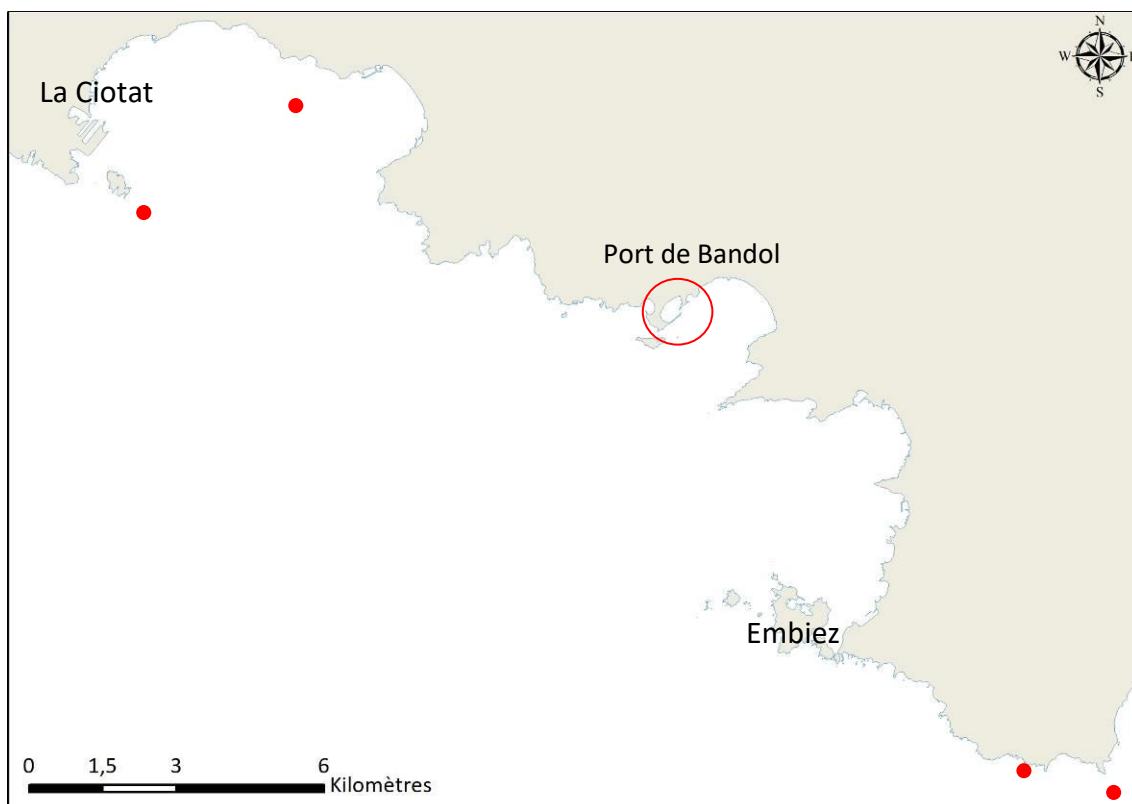 N
W E
S
La Ciotat
Port de Bandol
Embiez
0 1,5 3 6
Kilomètres